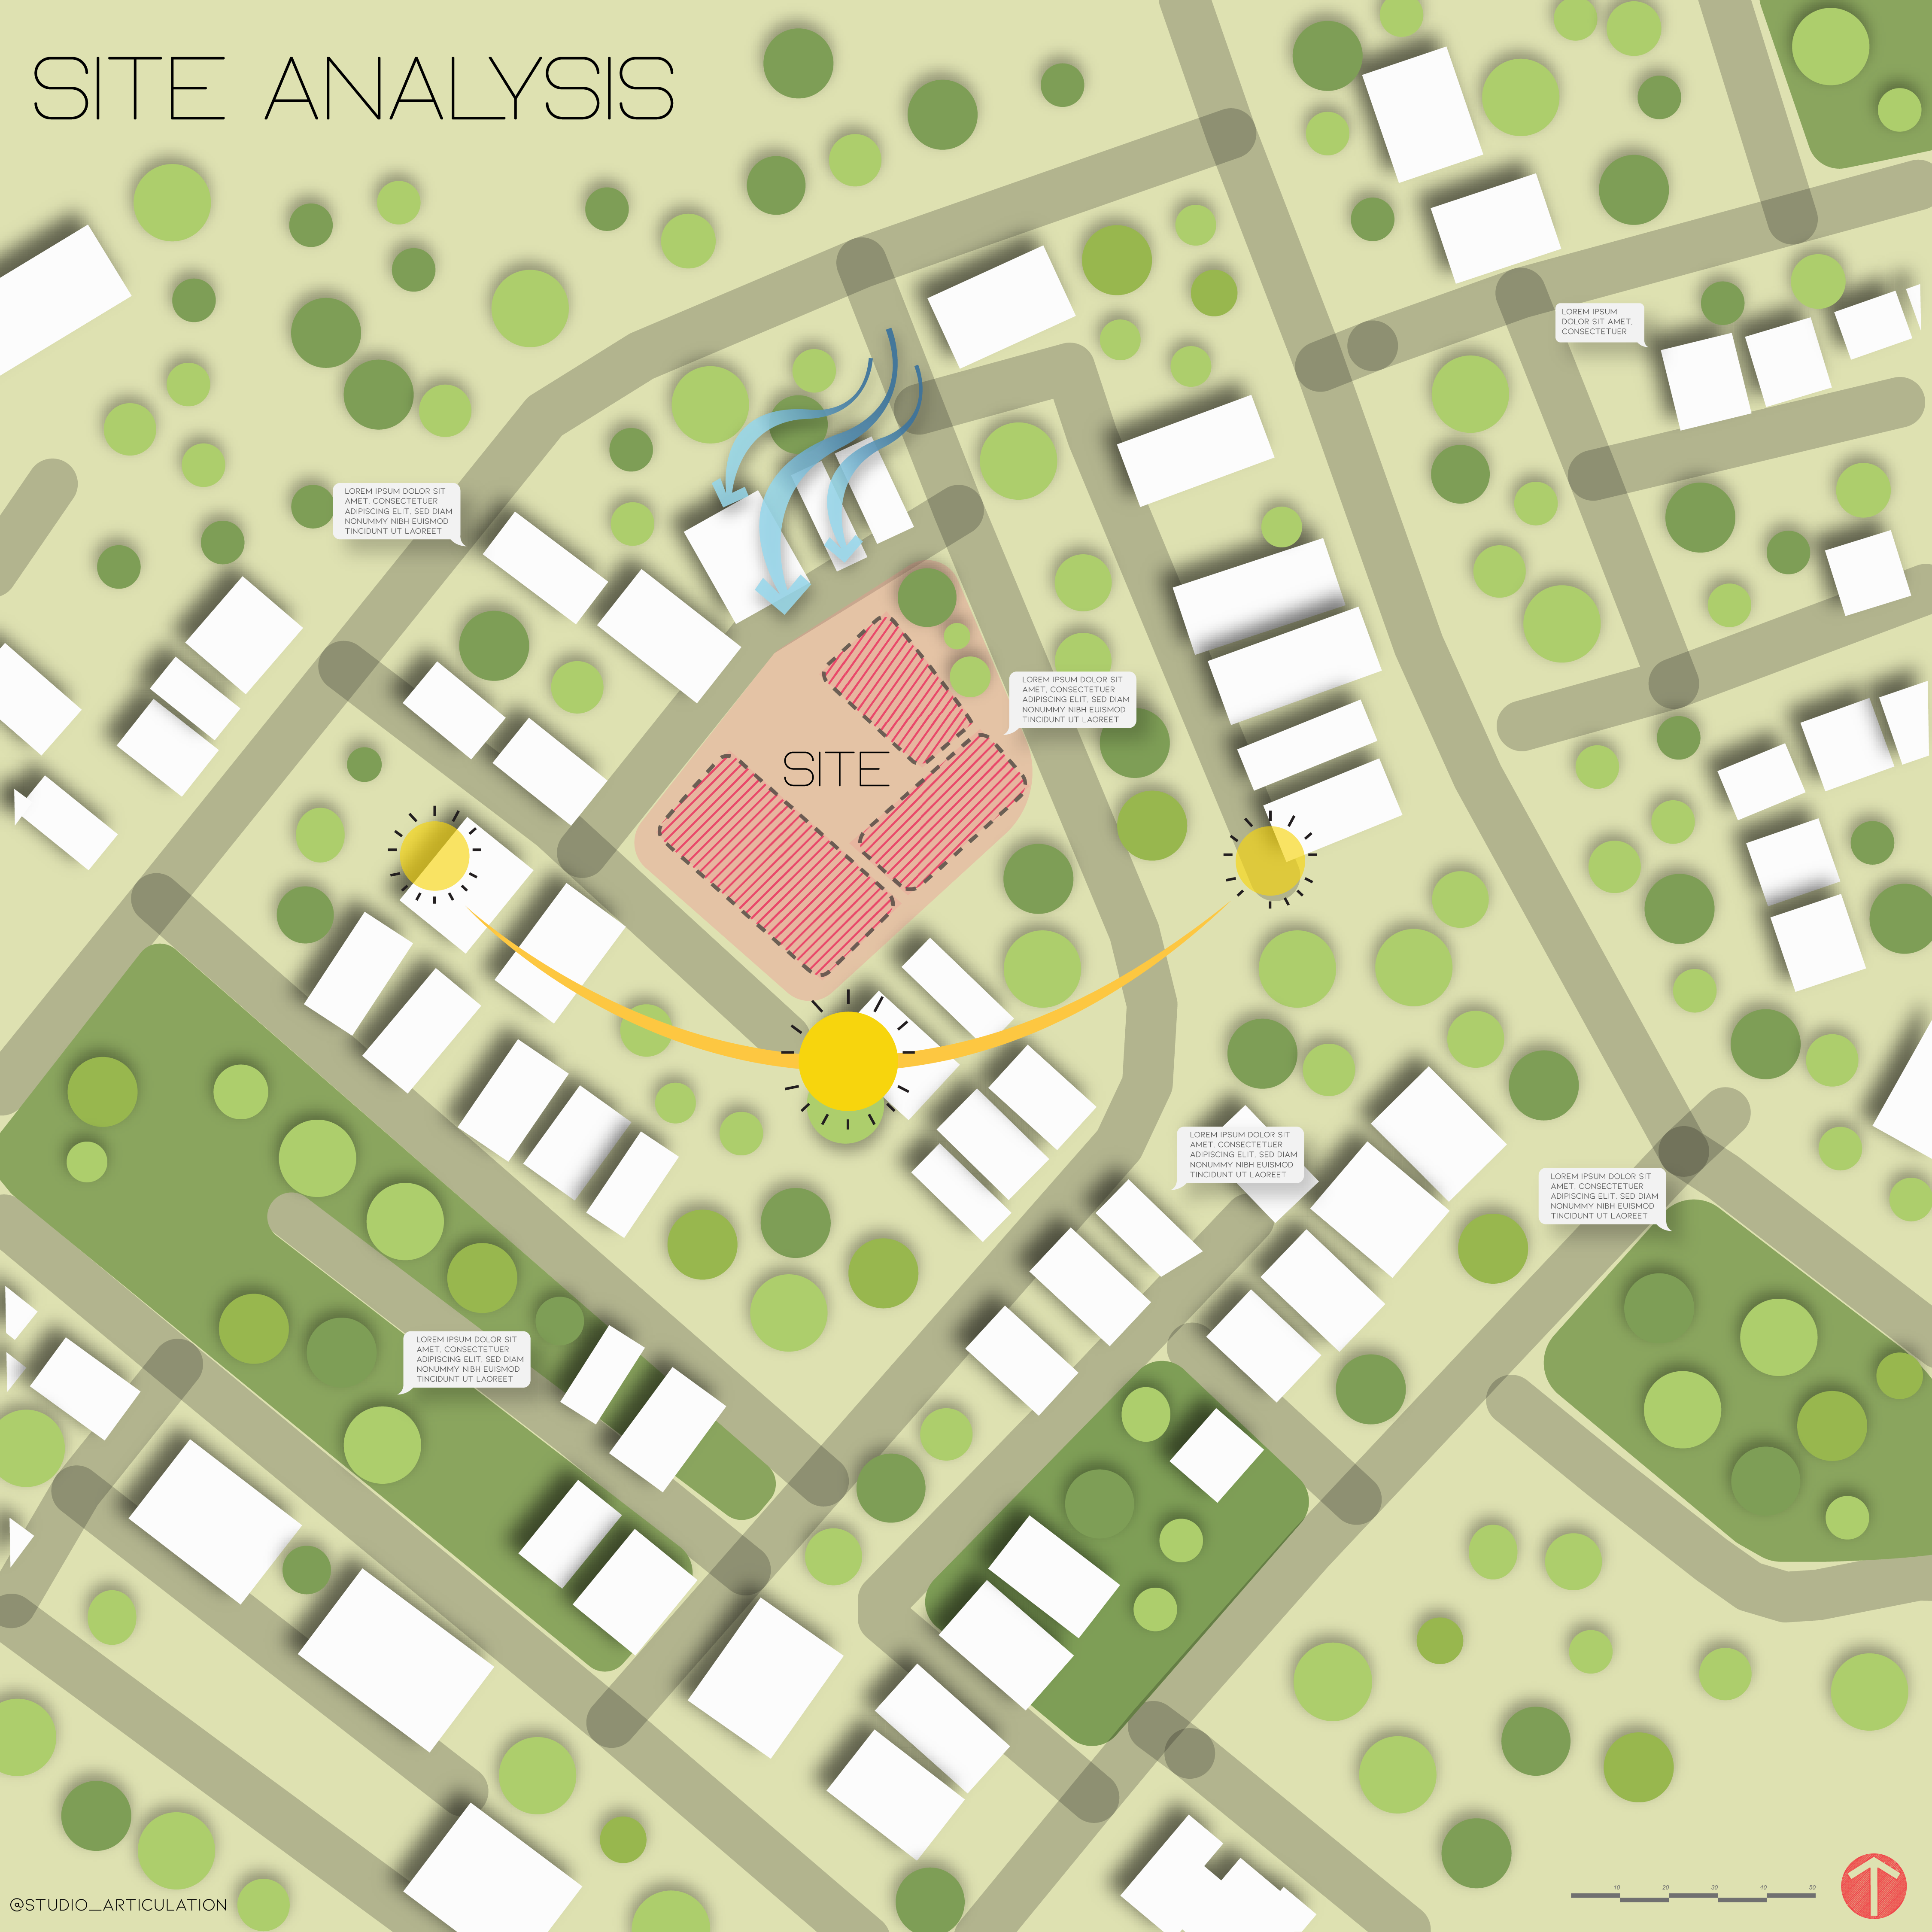 SITE ANALYSIS
LOREM IPSUM
DOLOR SIT AMET,
CONSECTETUER
LOREM IPSUM DOLOR SIT
AMET, CONSECTETUER
ADIPISCING ELIT, SED DIAM
NONUMMY NIBH EUISMOD
TINCIDUNT UT LAOREET
LOREM IPSUM DOLOR SIT
AMET, CONSECTETUER
ADIPISCING ELIT, SED DIAM
NONUMMY NIBH EUISMOD
TINCIDUNT UT LAOREET
SITE
LOREM IPSUM DOLOR SIT
AMET, CONSECTETUER
ADIPISCING ELIT, SED DIAM
NONUMMY NIBH EUISMOD
TINCIDUNT UT LAOREET
LOREM IPSUM DOLOR SIT
AMET, CONSECTETUER
ADIPISCING ELIT, SED DIAM
NONUMMY NIBH EUISMOD
TINCIDUNT UT LAOREET
LOREM IPSUM DOLOR SIT
AMET, CONSECTETUER
ADIPISCING ELIT, SED DIAM
NONUMMY NIBH EUISMOD
TINCIDUNT UT LAOREET
10 20 30 40 50
@STUDIO_ARTICULATION